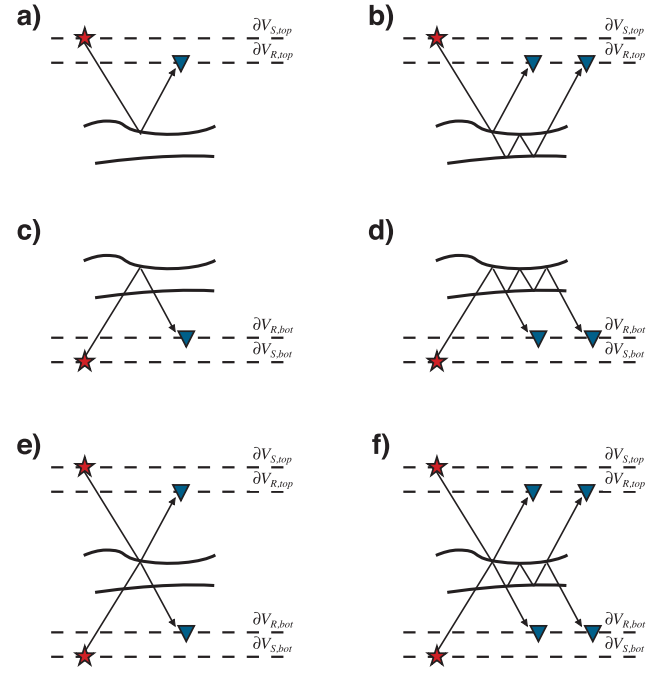 a)
∂V_{S,top}
∂V_{R,top}
b)
∂V_{S,top}
∂V_{R,top}
c)
∂V_{R,bot}
∂V_{S,bot}
d)
∂V_{R,bot}
∂V_{S,bot}
e)
∂V_{S,top}
∂V_{R,top}
∂V_{R,bot}
∂V_{S,bot}
f)
∂V_{S,top}
∂V_{R,top}
∂V_{R,bot}
∂V_{S,bot}